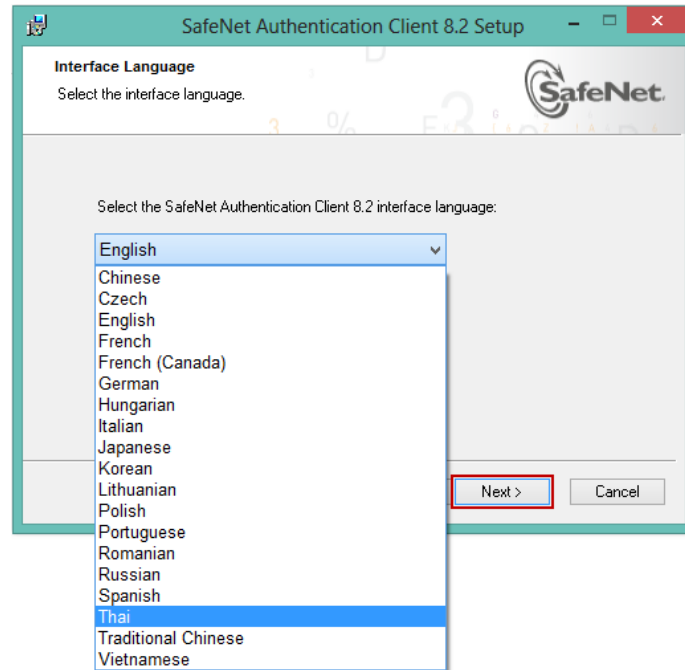 SafeNet Authentication Client 8.2 Setup
Interface Language
Select the interface language.
SafeNet.
Select the SafeNet Authentication Client 8.2 interface language:
English
Chinese
Czech
English
French
French (Canada)
German
Hungarian
Italian
Japanese
Korean
Lithuanian
Polish
Portuguese
Romanian
Russian
Spanish
Thai
Traditional Chinese
Vietnamese
Next >
Cancel